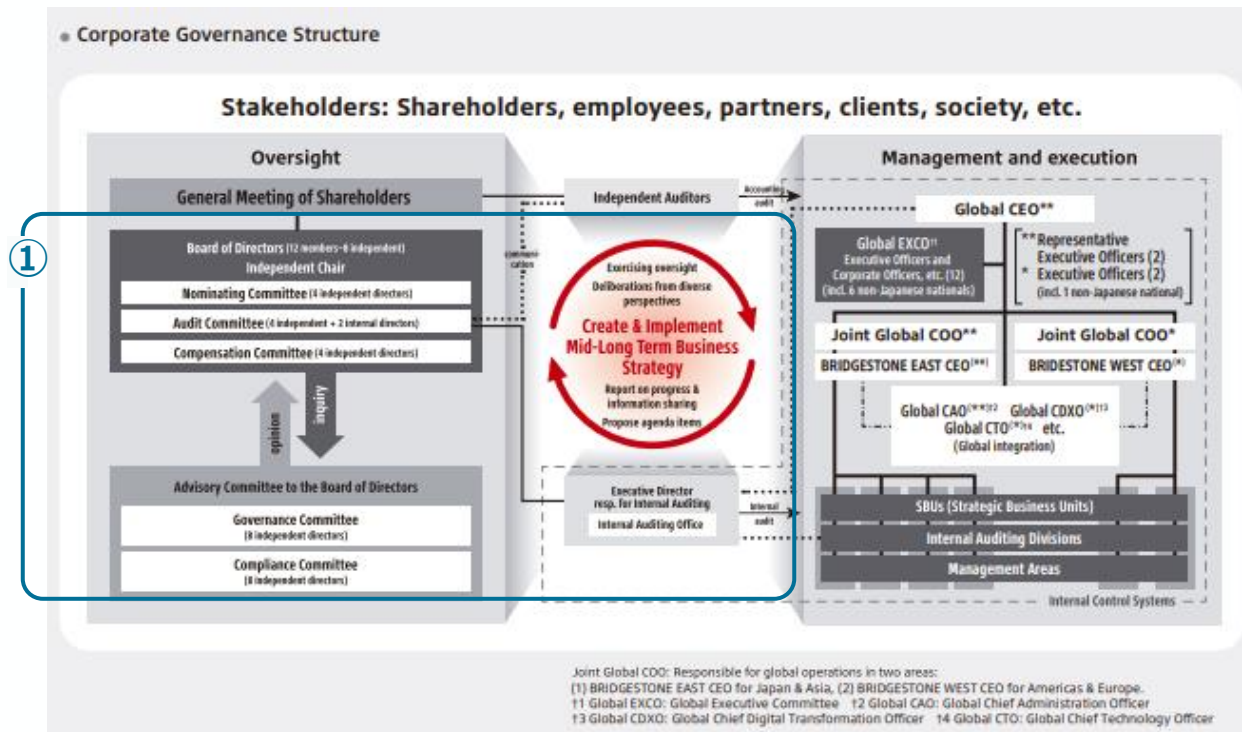 Corporate Governance Structure
Stakeholders: Shareholders, employees, partners, clients, society, etc.
Oversight
General Meeting of Shareholders
①
Board of Directors (12 members–8 independent)
Independent Chair
Nominating Committee (4 independent directors)
Audit Committee (4 independent + 2 internal directors)
Compensation Committee (4 independent directors)
opinion
inquiry
Advisory Committee to the Board of Directors
Governance Committee
(8 independent directors)
Compliance Committee
(8 independent directors)
Independent Auditors
Accounting
audit
commun-
cation
Exercising oversight
Deliberations from diverse
perspectives
Create & Implement
Mid-Long Term Business
Strategy
Report on progress &
information sharing
Propose agenda items
Executive Director
resp. for Internal Auditing
Internal Auditing Office
Internal
audit
Management and execution
Global CEO**
Global EXCO†1
Executive Officers and
Corporate Officers, etc. (12)
(incl. 6 non-Japanese nationals)
**Representative
Executive Officers (2)
* Executive Officers (2)
(incl. 1 non-Japanese national)
Joint Global COO**
BRIDGESTONE EAST CEO(**)
Joint Global COO*
BRIDESTONE WEST CEO(*)
Global CAO(**)†2 Global CDXO(*)†3
Global CTO(*)†4 etc.
(Global integration)
SBUs (Strategic Business Units)
Internal Auditing Divisions
Management Areas
Internal Control Systems
Joint Global COO: Responsible for global operations in two areas:
(1) BRIDGESTONE EAST CEO for Japan & Asia, (2) BRIDGESTONE WEST CEO for Americas & Europe.
†1 Global EXCO: Global Executive Committee †2 Global CAO: Global Chief Administration Officer
†3 Global CDXO: Global Chief Digital Transformation Officer †4 Global CTO: Global Chief Technology Officer